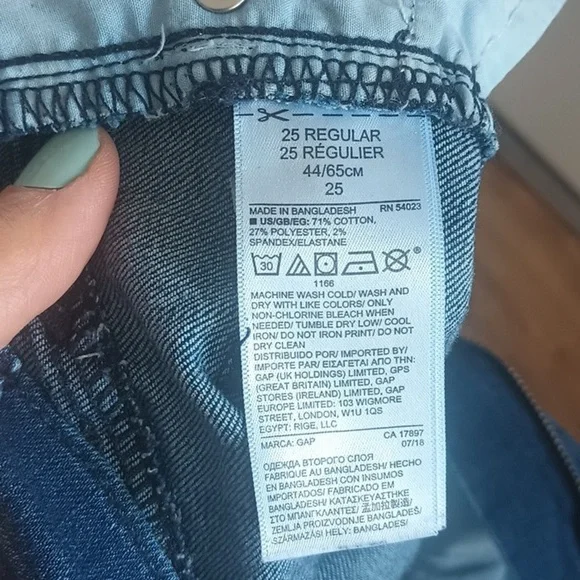 25 REGULAR
25 RÉGULIER
44/65CM
25
MADE IN BANGLADESH RN 54023
US/GB/EG: 71% COTTON,
27% POLYESTER, 2%
SPANDEX/ELASTANE
30
1166
MACHINE WASH COLD/ WASH AND
DRY WITH LIKE COLORS/ ONLY
NON-CHLORINE BLEACH WHEN
NEEDED/ TUMBLE DRY LOW/ COOL
IRON/ DO NOT IRON PRINT/ DO NOT
DRY CLEAN
DISTRIBUIDO POR/ IMPORTED BY/
IMPORTE PAR/ ΕΙΣΑΓΕΤΑΙ ΑΠΟ ΤΗΝ:
GAP (UK HOLDINGS) LIMITED, GPS
(GREAT BRITAIN) LIMITED, GAP
STORES (IRELAND) LIMITED, GAP
EUROPE LIMITED: 103 WIGMORE
STREET, LONDON, W1U 1QS
EGYPT: RIGE, LLC
MARCA: GAP CA 17897
07/18
ОДЕЖДА ВТОРОГО СЛОЯ
FABRIQUÉ AU BANGLADESH/ HECHO
EN BANGLADESH CON INSUMOS
IMPORTADOS/ FABRICADO EM
BANGLADESH/ ΚΑΤΑΣΚΕΥΑΣΤΗΚΕ
ΣΤΟ ΜΠΑΝΓΚΛΑΝΤΕΣ/ 孟加拉製造/
ZEMLJA PROIZVODNJE BANGLADEŠ/
SZÁRMAZÁSI HELY: BANGLADES/